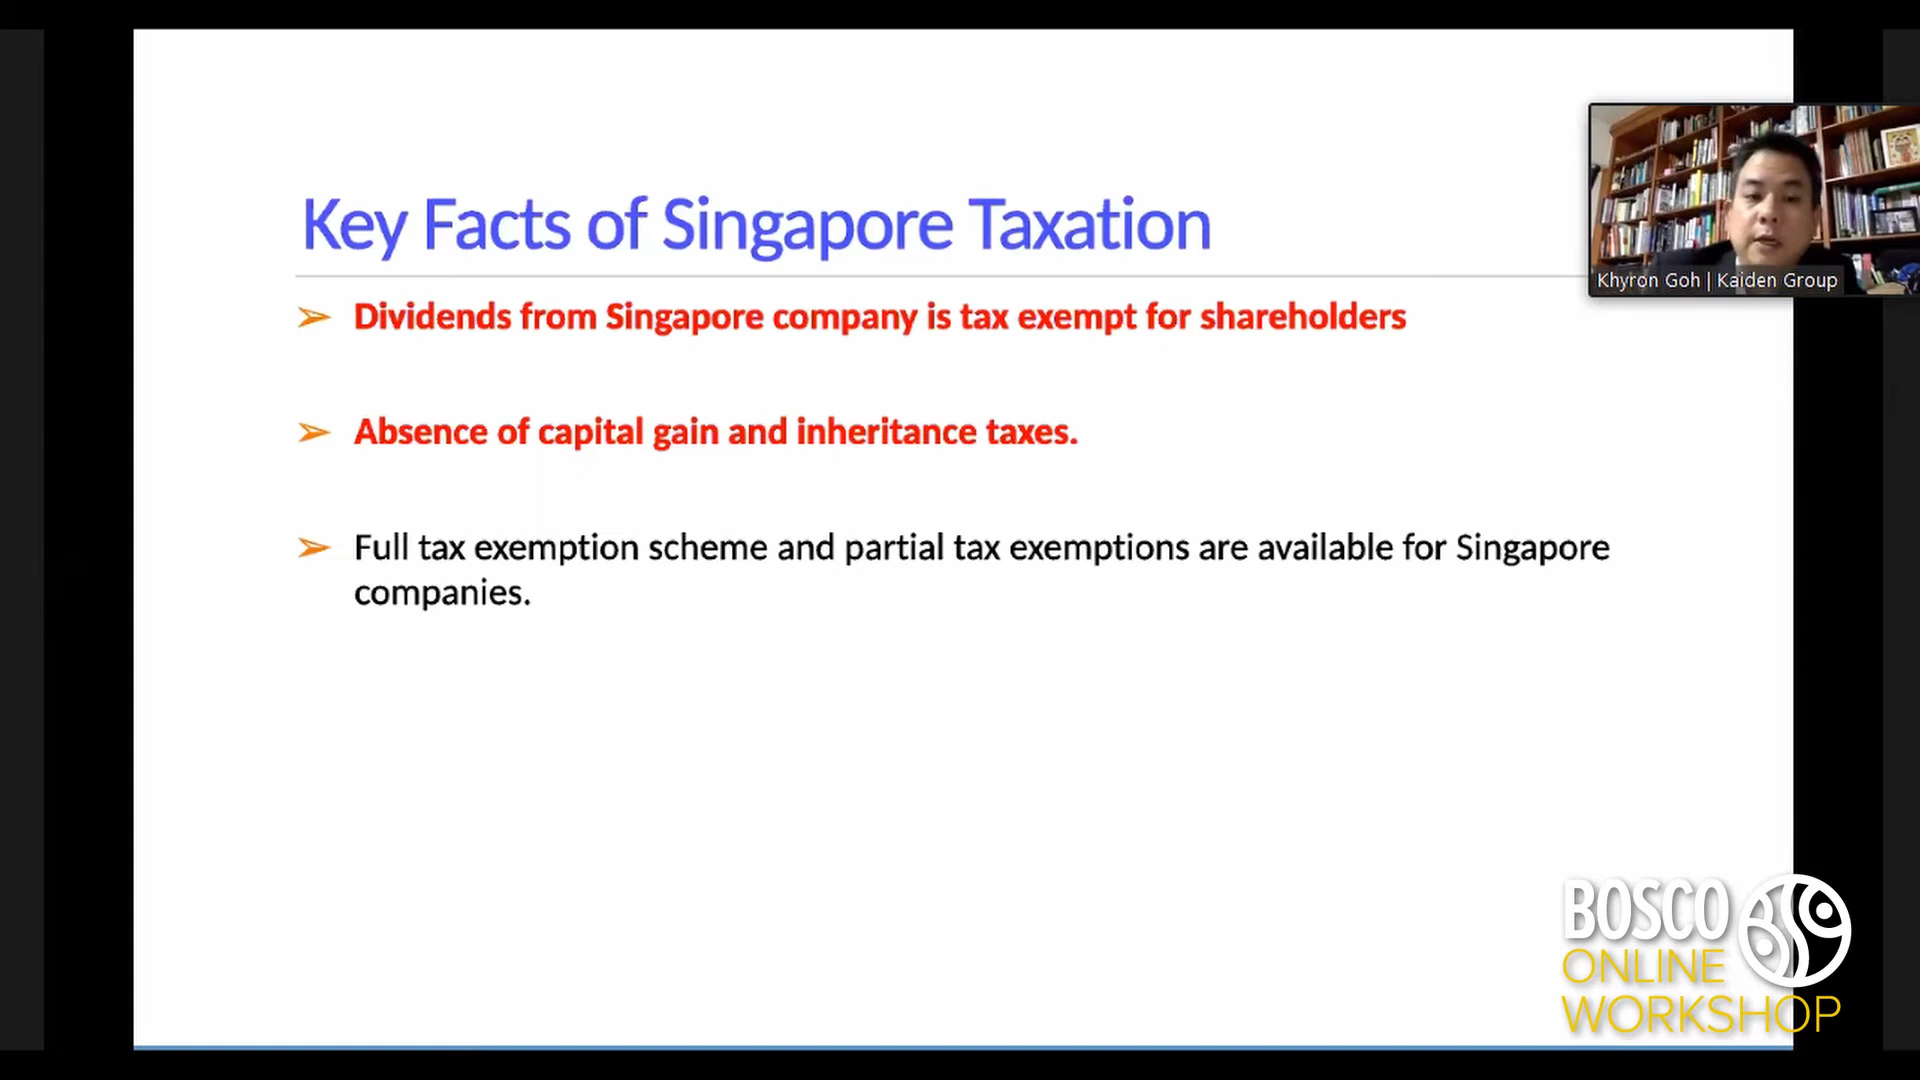 Key Facts of Singapore Taxation
Khyron Goh | Kaiden Group
➢ Dividends from Singapore company is tax exempt for shareholders
➢ Absence of capital gain and inheritance taxes.
➢ Full tax exemption scheme and partial tax exemptions are available for Singapore
companies.
BOSCO
ONLINE
WORKSHOP